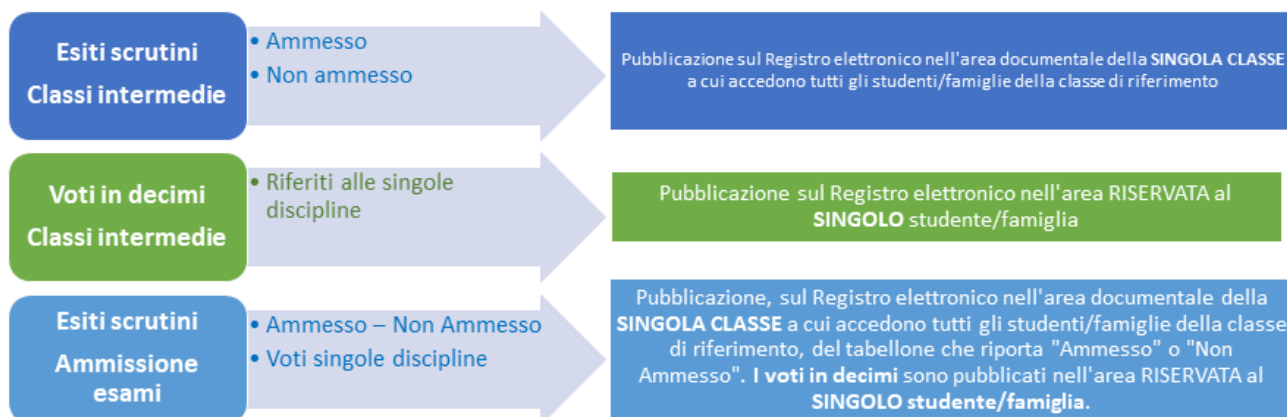 Esiti scrutini
Classi intermedie
• Ammesso
• Non ammesso
Pubblicazione sul Registro elettronico nell'area documentale della SINGOLA CLASSE
a cui accedono tutti gli studenti/famiglie della classe di riferimento
Voti in decimi
Classi intermedie
• Riferiti alle singole
discipline
Pubblicazione sul Registro elettronico nell'area RISERVATA al
SINGOLO studente/famiglia
Esiti scrutini
Ammissione
esami
• Ammesso – Non Ammesso
• Voti singole discipline
Pubblicazione, sul Registro elettronico nell'area documentale della
SINGOLA CLASSE a cui accedono tutti gli studenti/famiglie della classe
di riferimento, del tabellone che riporta "Ammesso" o "Non
Ammesso". I voti in decimi sono pubblicati nell'area RISERVATA al
SINGOLO studente/famiglia.